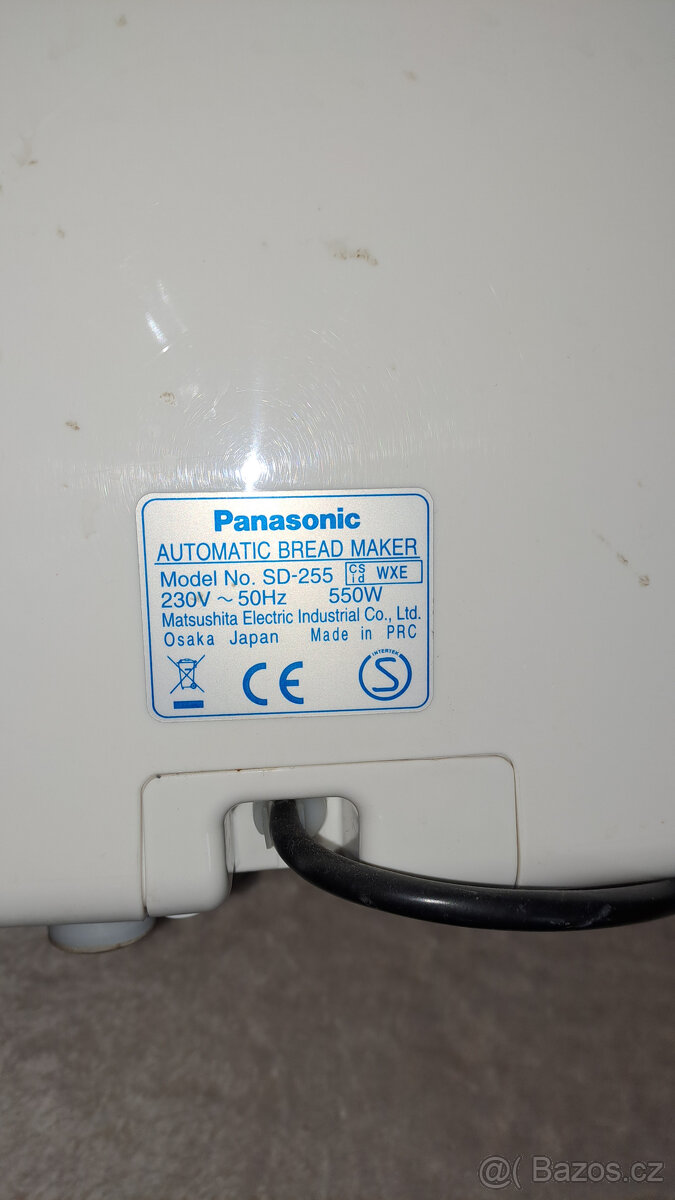 Panasonic
AUTOMATIC BREAD MAKER
Model No. SD-255 CS id WXE
230V ~ 50Hz 550W
Matsushita Electric Industrial Co., Ltd.
Osaka Japan Made in PRC
CE
INTERTEK
S
@( Bazos.cz